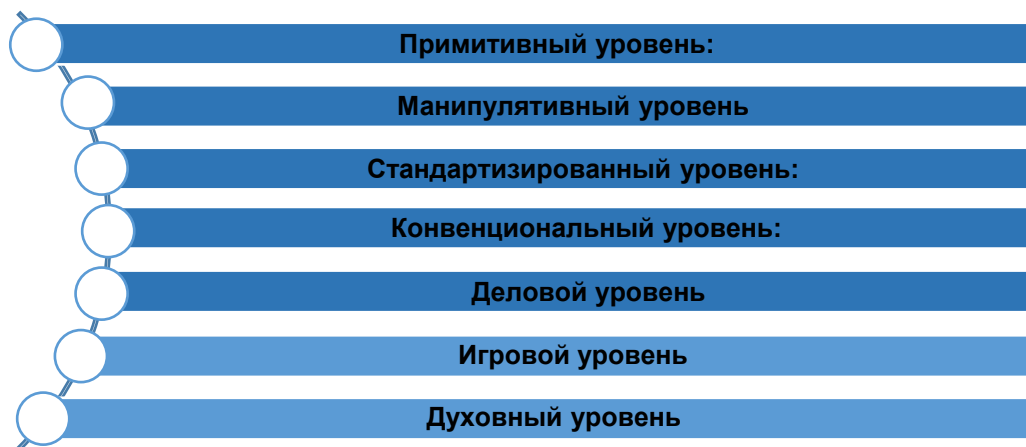 Примитивный уровень:
Манипулятивный уровень
Стандартизированный уровень:
Конвенциональный уровень:
Деловой уровень
Игровой уровень
Духовный уровень